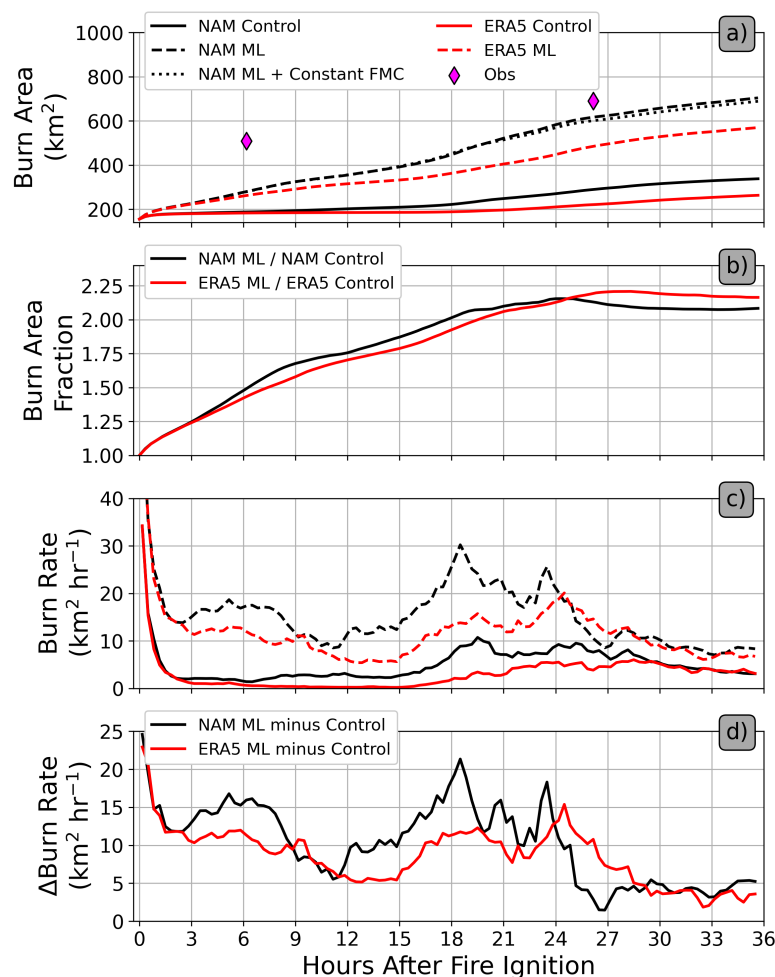 NAM Control
NAM ML
NAM ML + Constant FMC
ERA5 Control
ERA5 ML
Obs
a)
1000
800
600
400
200
Burn Area
(km²)
NAM ML / NAM Control
ERA5 ML / ERA5 Control
b)
2.25
2.00
1.75
1.50
1.25
1.00
Burn Area
Fraction
c)
40
30
20
10
0
Burn Rate
(km² hr⁻¹)
NAM ML minus Control
ERA5 ML minus Control
d)
25
20
15
10
5
0
ΔBurn Rate
(km² hr⁻¹)
0 3 6 9 12 15 18 21 24 27 30 33 36
Hours After Fire Ignition